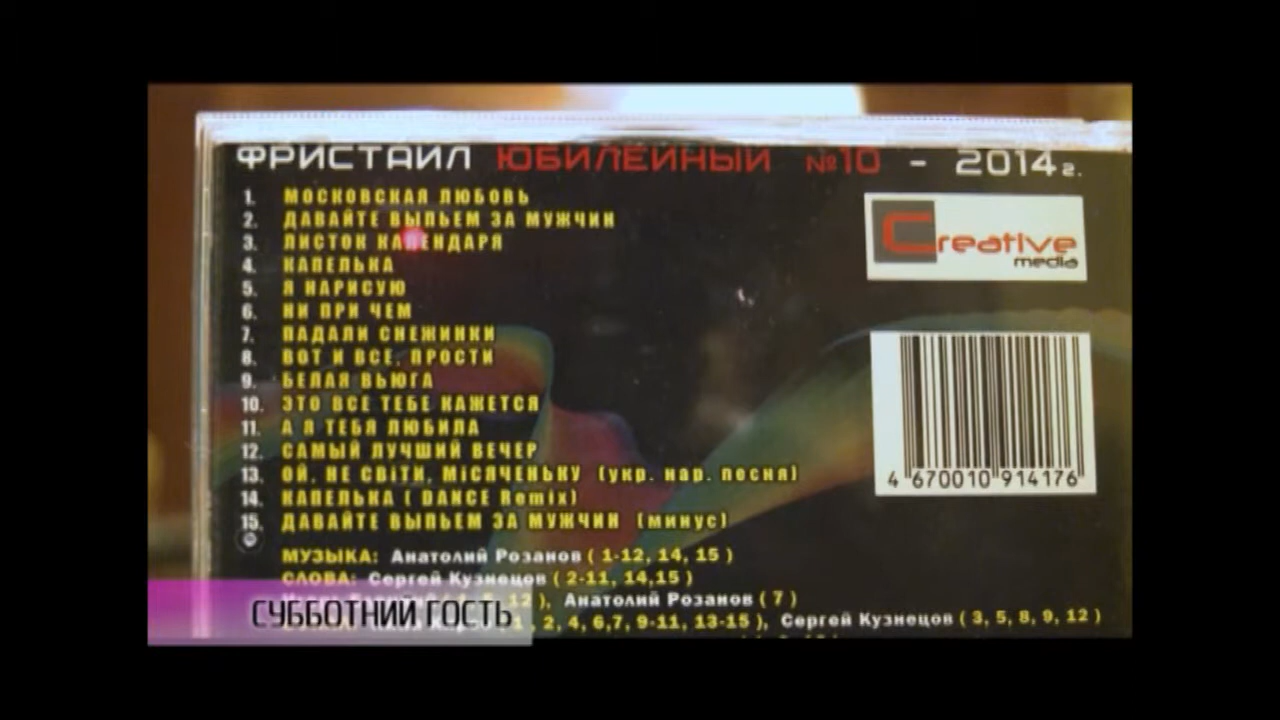 ФРИСТАЙЛ ЮБИЛЕЙНЫЙ №10 - 2014г.
1. МОСКОВСКАЯ ЛЮБОВЬ
2. ДАВАЙТЕ ВЫПЬЕМ ЗА МУЖЧИН
3. ЛИСТОК КАЛЕНДАРЯ
4. КАПЕЛЬКА
5. Я НАРИСУЮ
6. НИ ПРИ ЧЕМ
7. ПАДАЛИ СНЕЖИНКИ
8. ВОТ И ВСЕ, ПРОСТИ
9. БЕЛАЯ ВЬЮГА
10. ЭТО ВСЕ ТЕБЕ КАЖЕТСЯ
11. А Я ТЕБЯ ЛЮБИЛА
12. САМЫЙ ЛУЧШИЙ ВЕЧЕР
13. ОЙ, НЕ СВіТИ, МіСЯЧЕНЬКУ (укр. нар. песня)
14. КАПЕЛЬКА ( DANCE Remix)
15. ДАВАЙТЕ ВЫПЬЕМ ЗА МУЖЧИН (минус)
Creative
media
4 670010 914176
МУЗЫКА: Анатолий Розанов ( 1-12, 14, 15 )
СЛОВА: Сергей Кузнецов ( 2-11, 14,15 )
12 ), Анатолий Розанов ( 7 )
2, 4, 6,7, 9-11, 13-15 ), Сергей Кузнецов ( 3, 5, 8, 9, 12 )
СУББОТНИЙ ГОСТЬ